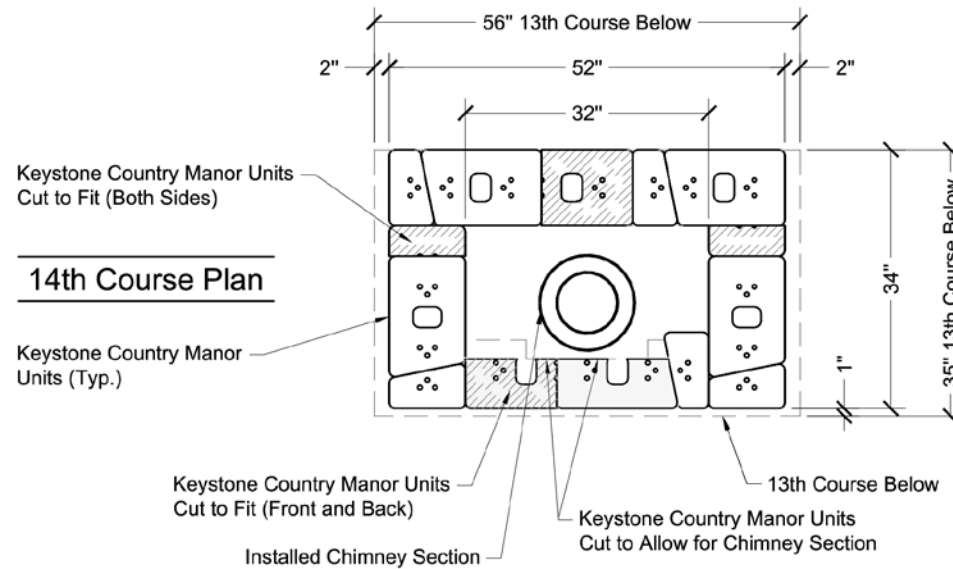 56" 13th Course Below
2"
52"
2"
32"
Keystone Country Manor Units
Cut to Fit (Both Sides)
14th Course Plan
34"
35" 13th Course Below
Keystone Country Manor
Units (Typ.)
1"
Keystone Country Manor Units
Cut to Fit (Front and Back)
13th Course Below
Keystone Country Manor Units
Cut to Allow for Chimney Section
Installed Chimney Section